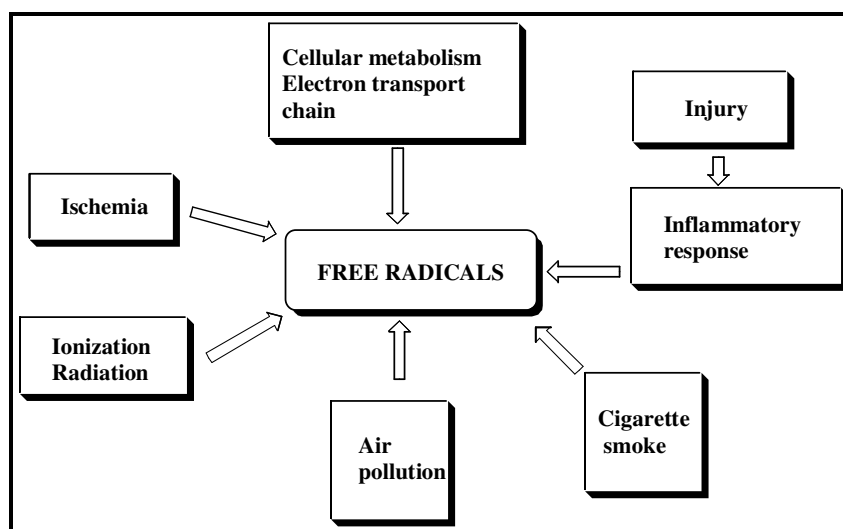 Cellular metabolism
Electron transport
chain
Injury
Ischemia
Inflammatory
response
FREE RADICALS
Ionization
Radiation
Air
pollution
Cigarette
smoke